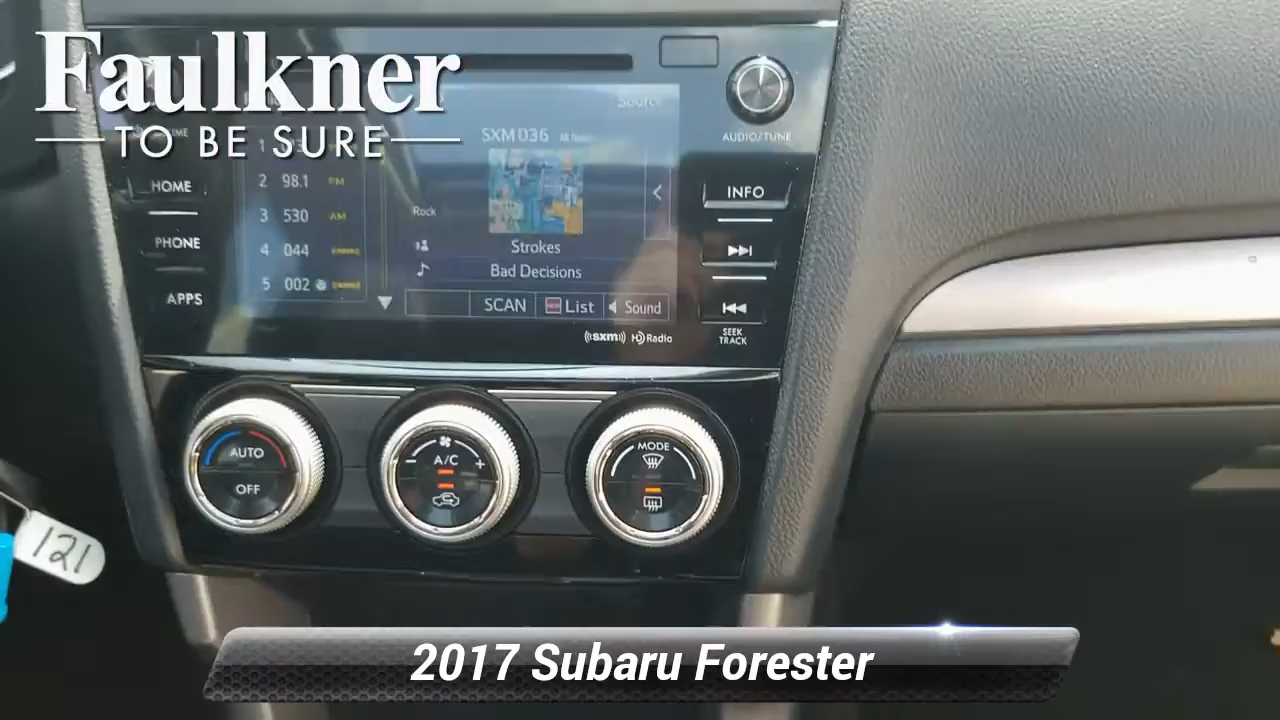 Faulkner
TO BE SURE
Source
SXM 036
HOME
PHONE
APPS
1
2 98.1 FM
3 530 AM
4 044
5 002
Rock
Strokes
Bad Decisions
SCAN
List
Sound
((sxm))
HD Radio
AUDIO/TUNE
INFO
SEEK
TRACK
AUTO
OFF
A/C
- +
MODE
121
2017 Subaru Forester